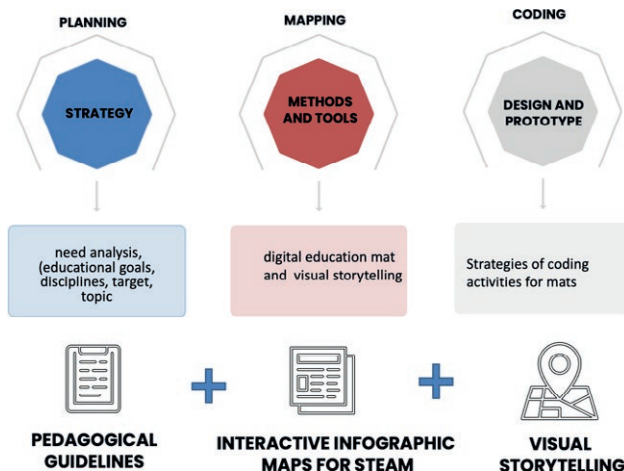 PLANNING
MAPPING
CODING
STRATEGY
METHODS
AND TOOLS
DESIGN AND
PROTOTYPE
need analysis,
(educational goals,
disciplines, target,
topic
digital education mat
and visual storytelling
Strategies of coding
activities for mats
PEDAGOGICAL
GUIDELINES
INTERACTIVE INFOGRAPHIC
MAPS FOR STEAM
VISUAL
STORYTELLING